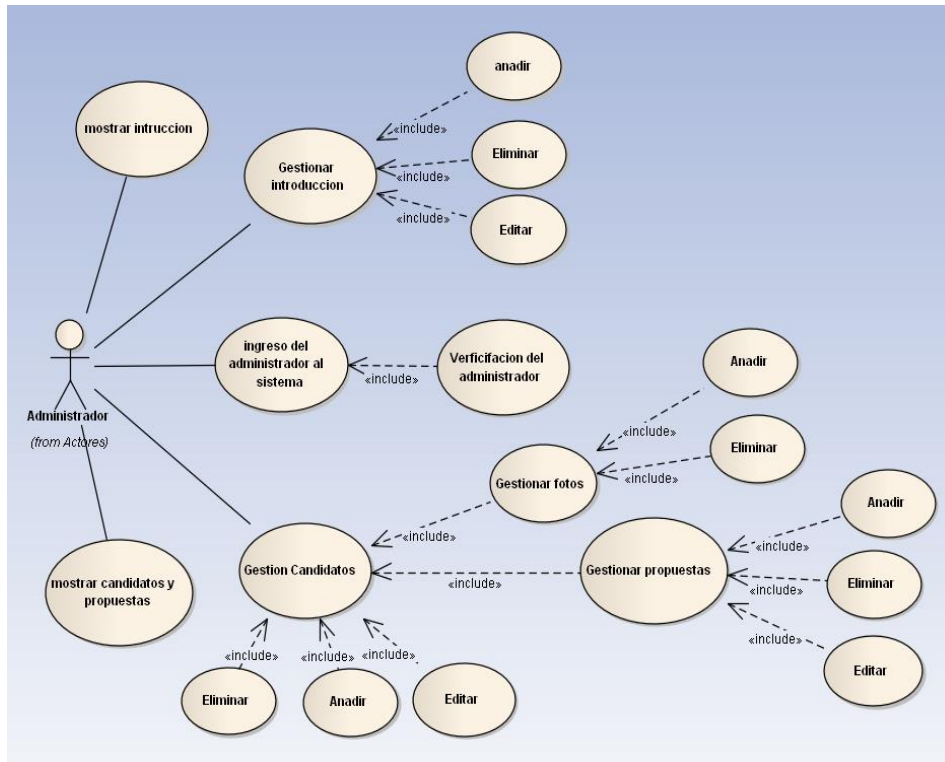 anadir
mostrar intruccion
«include»
Eliminar
Gestionar
introduccion
«include»
Editar
«include»
ingreso del
administrador al
sistema
Verficifacion del
administrador
«include»
Anadir
Administrador
(from Actores)
«include»
Eliminar
Gestionar fotos
«include»
Anadir
«include»
mostrar candidatos y
propuestas
Gestion Candidatos
«include»
Gestionar propuestas
«include»
Eliminar
«include»
«include»
Editar
«include»
«include»
«include»
Eliminar
Anadir
Editar